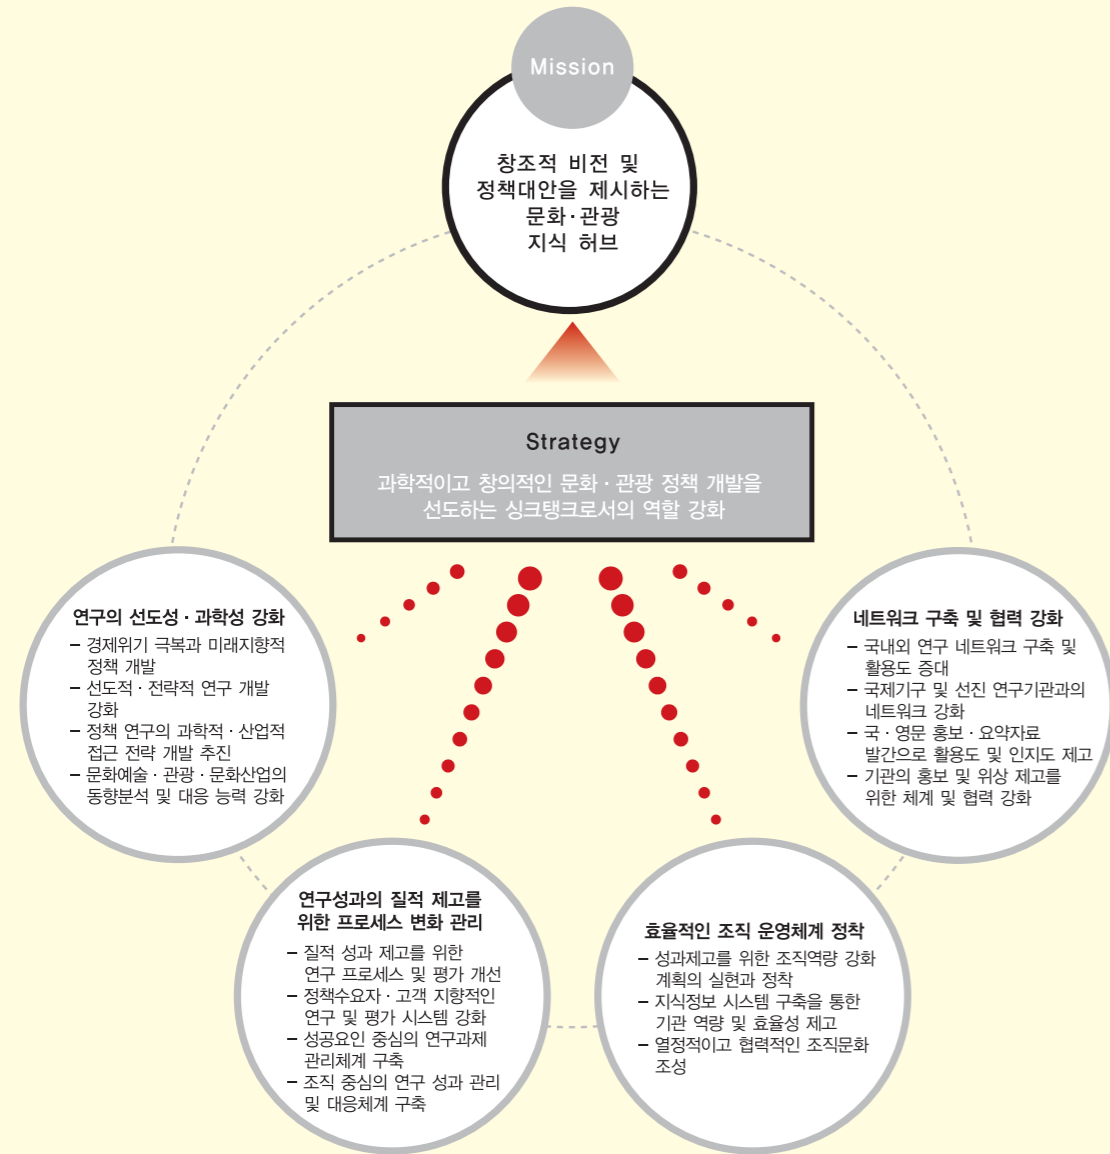 Mission
창조적 비전 및
정책대안을 제시하는
문화·관광
지식 허브
Strategy
과학적이고 창의적인 문화·관광 정책 개발을
선도하는 싱크탱크로서의 역할 강화
연구의 선도성·과학성 강화
– 경제위기 극복과 미래지향적
정책 개발
– 선도적·전략적 연구 개발
강화
– 정책 연구의 과학적·산업적
접근 전략 개발 추진
– 문화예술·관광·문화산업의
동향분석 및 대응 능력 강화
네트워크 구축 및 협력 강화
– 국내외 연구 네트워크 구축 및
활용도 증대
– 국제기구 및 선진 연구기관과의
네트워크 강화
– 국·영문 홍보·요약자료
발간으로 활용도 및 인지도 제고
– 기관의 홍보 및 위상 제고를
위한 체계 및 협력 강화
연구성과의 질적 제고를
위한 프로세스 변화 관리
– 질적 성과 제고를 위한
연구 프로세스 및 평가 개선
– 정책수요자·고객 지향적인
연구 및 평가 시스템 강화
– 성공요인 중심의 연구과제
관리체계 구축
– 조직 중심의 연구 성과 관리
및 대응체계 구축
효율적인 조직 운영체계 정착
– 성과제고를 위한 조직역량 강화
계획의 실현과 정착
– 지식정보 시스템 구축을 통한
기관 역량 및 효율성 제고
– 열정적이고 협력적인 조직문화
조성